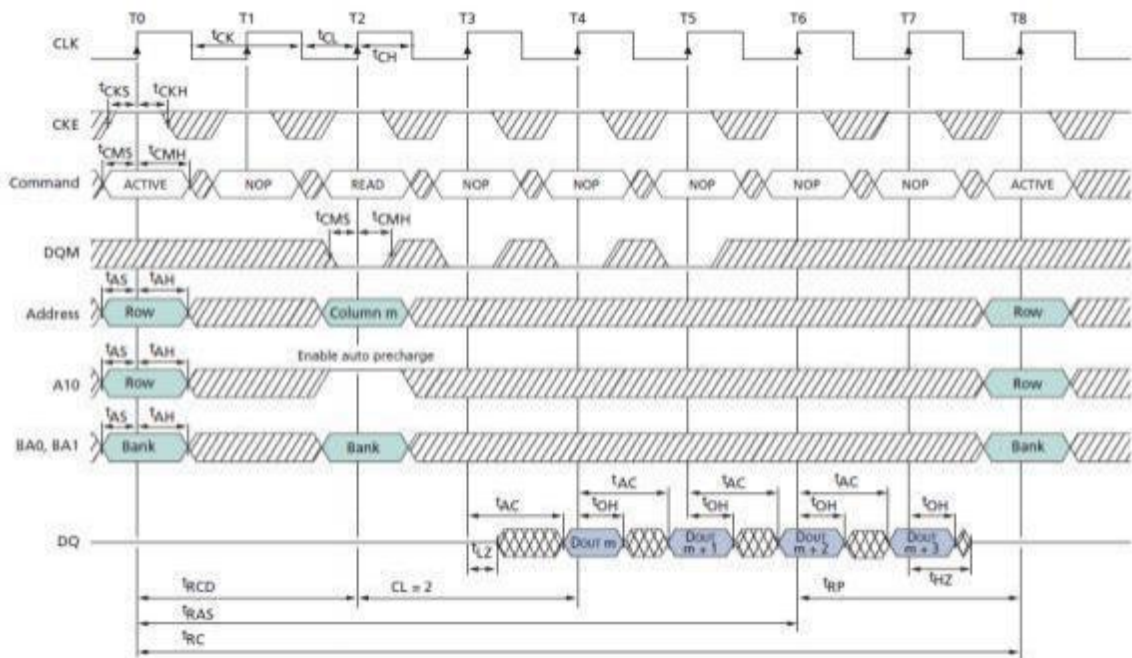 T0 T1 T2 T3 T4 T5 T6 T7 T8
CLK
tCK tCL
tCH
tCKS tCKH
CKE
tCMS tCMH
Command ACTIVE NOP READ NOP NOP NOP NOP NOP ACTIVE
tCMS tCMH
DQM
tAS tAH
Address Row Column m Row
tAS tAH Enable auto precharge
A10 Row Row
tAS tAH
BA0, BA1 Bank Bank Bank
tAC tAC tAC tAC
tOH tOH tOH tOH
DQ DOUT m DOUT m + 1 DOUT m + 2 DOUT m + 3
tLZ tHZ
tRCD CL = 2 tRP
tRAS
tRC